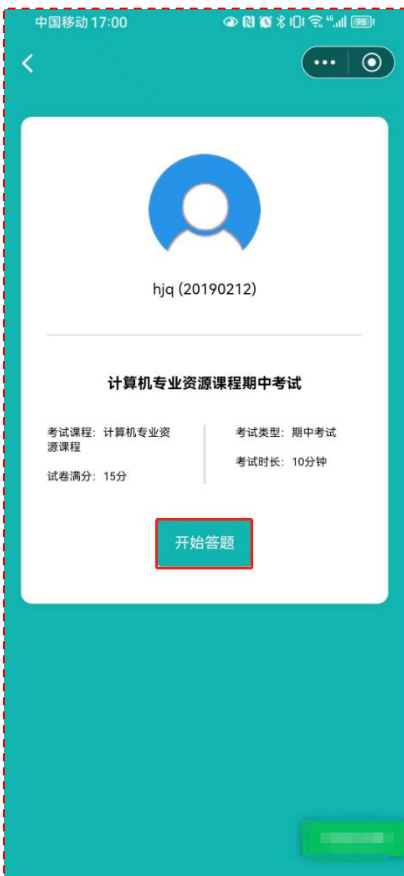 中国移动 17:00
98
hjq (20190212)
计算机专业资源课程期中考试
考试课程：计算机专业资
源课程
考试类型：期中考试
试卷满分：15分
考试时长：10分钟
开始答题